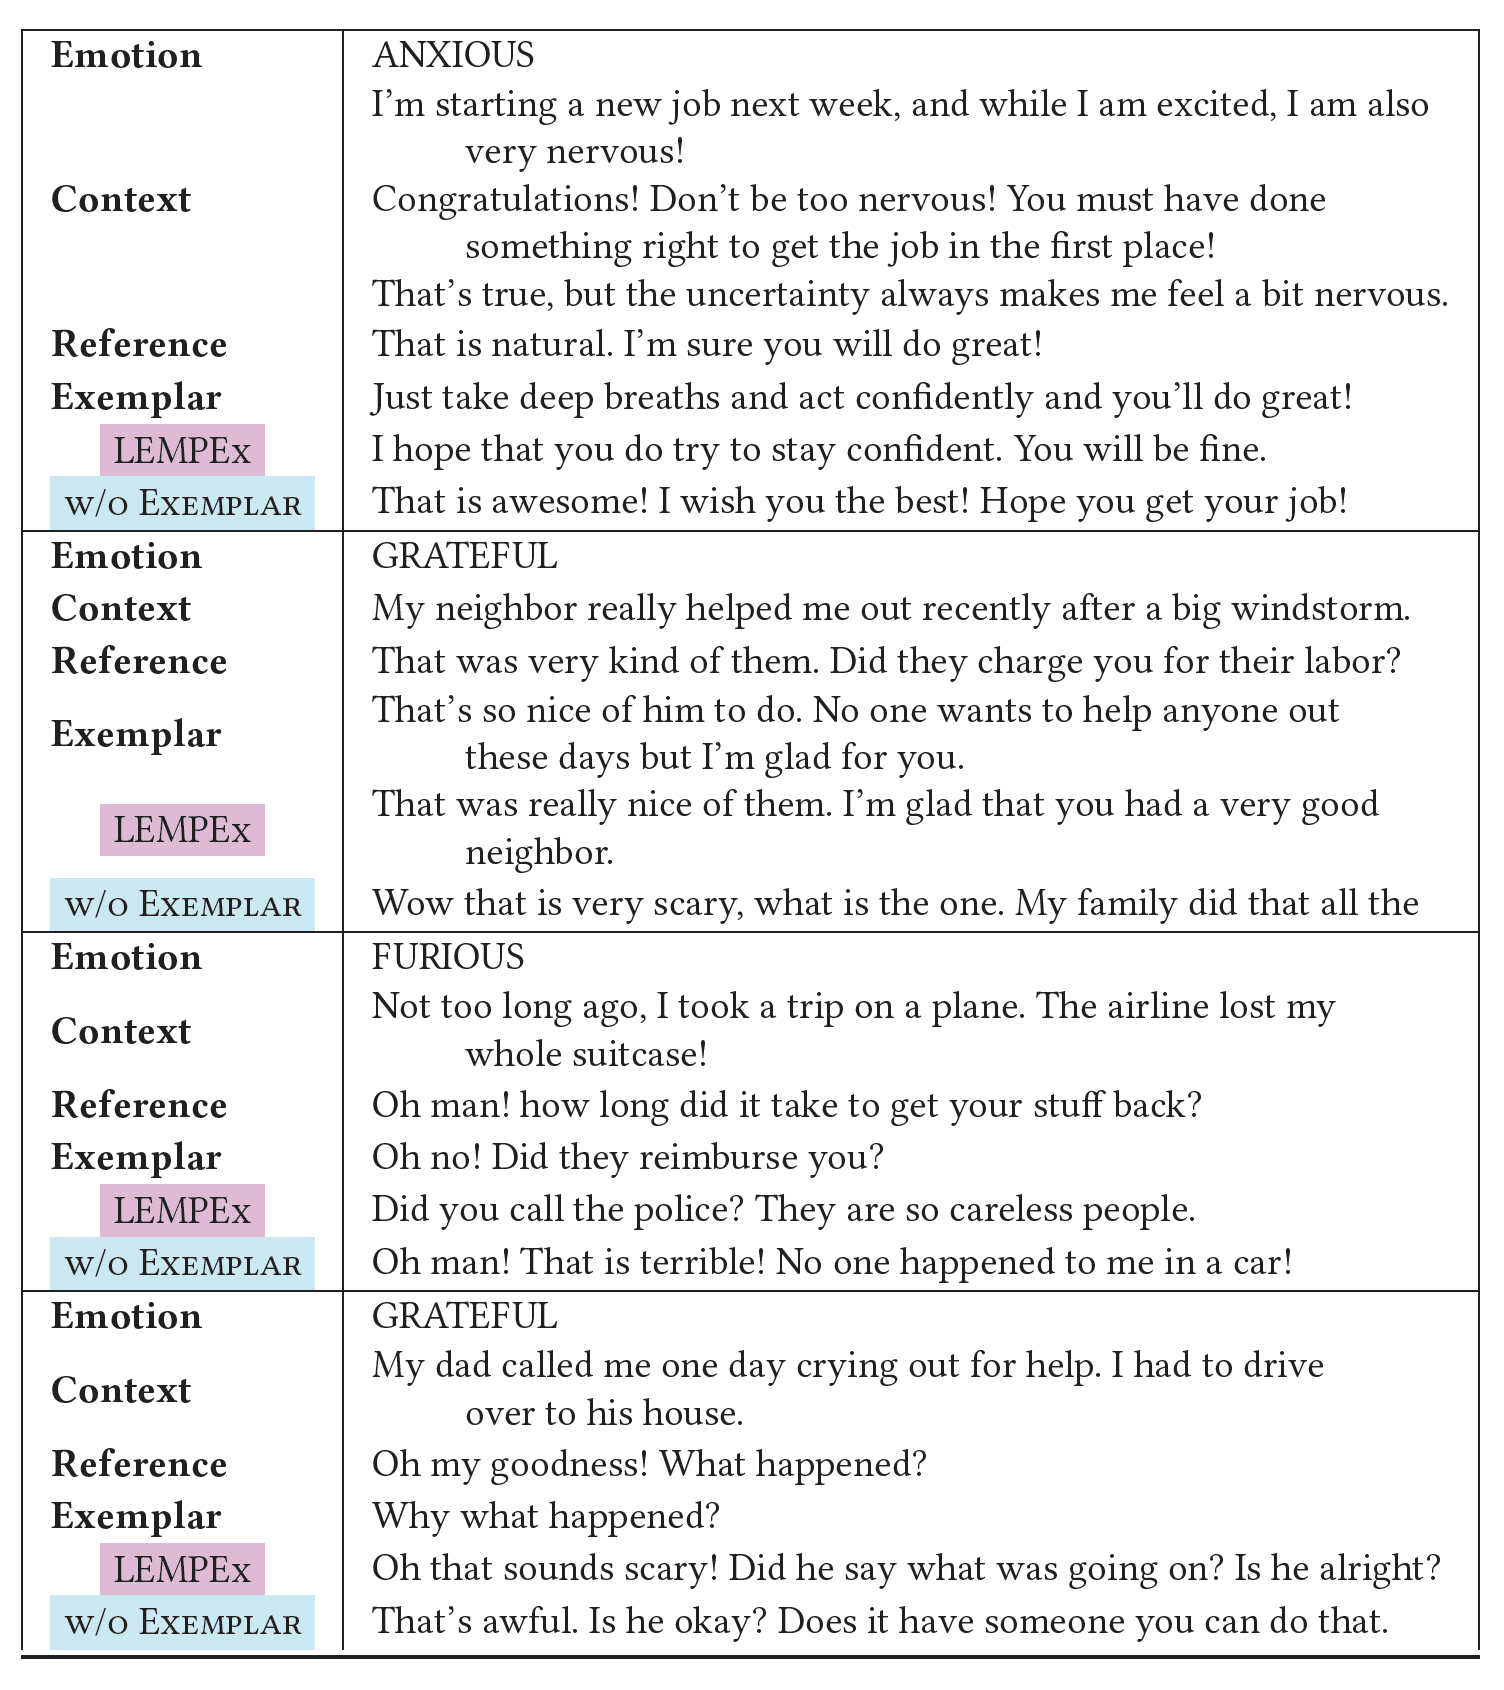 Emotion ANXIOUS
I’m starting a new job next week, and while I am excited, I am also
very nervous!
Context Congratulations! Don’t be too nervous! You must have done
something right to get the job in the first place!
That’s true, but the uncertainty always makes me feel a bit nervous.
Reference That is natural. I’m sure you will do great!
Exemplar Just take deep breaths and act confidently and you’ll do great!
LEMPEx I hope that you do try to stay confident. You will be fine.
w/o Exemplar That is awesome! I wish you the best! Hope you get your job!
Emotion GRATEFUL
Context My neighbor really helped me out recently after a big windstorm.
Reference That was very kind of them. Did they charge you for their labor?
Exemplar That’s so nice of him to do. No one wants to help anyone out
these days but I’m glad for you.
LEMPEx That was really nice of them. I’m glad that you had a very good
neighbor.
w/o Exemplar Wow that is very scary, what is the one. My family did that all the
Emotion FURIOUS
Context Not too long ago, I took a trip on a plane. The airline lost my
whole suitcase!
Reference Oh man! how long did it take to get your stuff back?
Exemplar Oh no! Did they reimburse you?
LEMPEx Did you call the police? They are so careless people.
w/o Exemplar Oh man! That is terrible! No one happened to me in a car!
Emotion GRATEFUL
Context My dad called me one day crying out for help. I had to drive
over to his house.
Reference Oh my goodness! What happened?
Exemplar Why what happened?
LEMPEx Oh that sounds scary! Did he say what was going on? Is he alright?
w/o Exemplar That’s awful. Is he okay? Does it have someone you can do that.